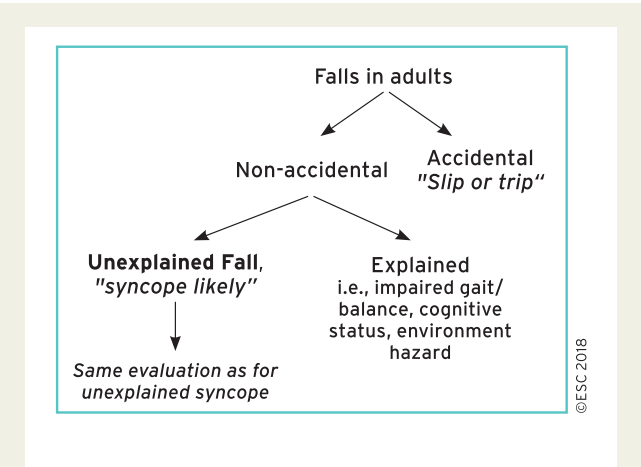 Falls in adults
Non-accidental
Accidental
"Slip or trip“
Unexplained Fall,
"syncope likely”
Explained
i.e., impaired gait/
balance, cognitive
status, environment
hazard
Same evaluation as for
unexplained syncope
©ESC 2018